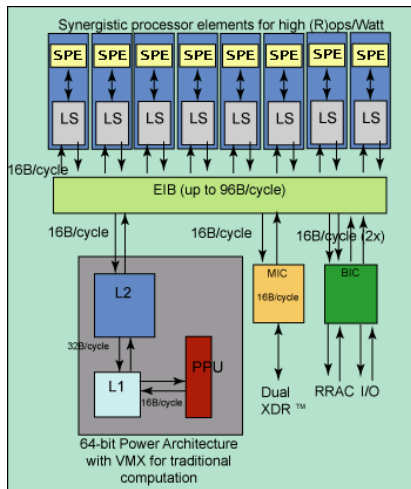 Synergistic processor elements for high (R)ops/Watt
SPE SPE SPE SPE SPE SPE SPE SPE
LS LS LS LS LS LS LS LS
16B/cycle
EIB (up to 96B/cycle)
16B/cycle 16B/cycle 16B/cycle (2x)
L2
MIC
16B/cycle
BIC
32B/cycle
L1
16B/cycle
PPU
Dual
XDR ™
RRAC I/O
64-bit Power Architecture
with VMX for traditional
computation